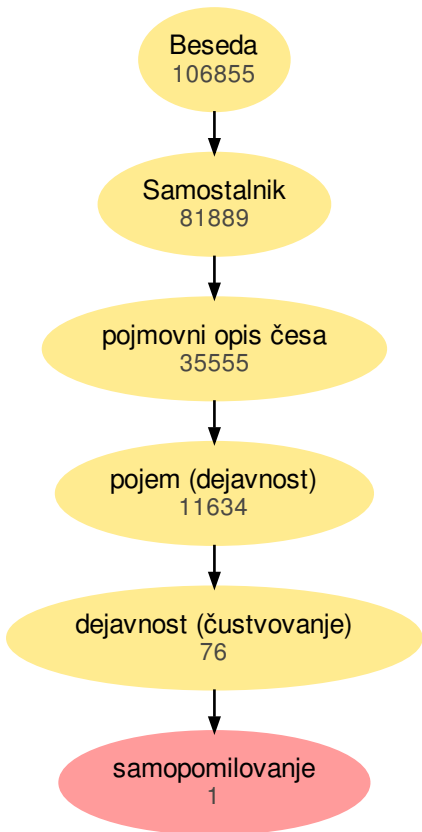 Beseda
106855
Samostalnik
81889
pojmovni opis česa
35555
pojem (dejavnost)
11634
dejavnost (čustvovanje)
76
samopomilovanje
1